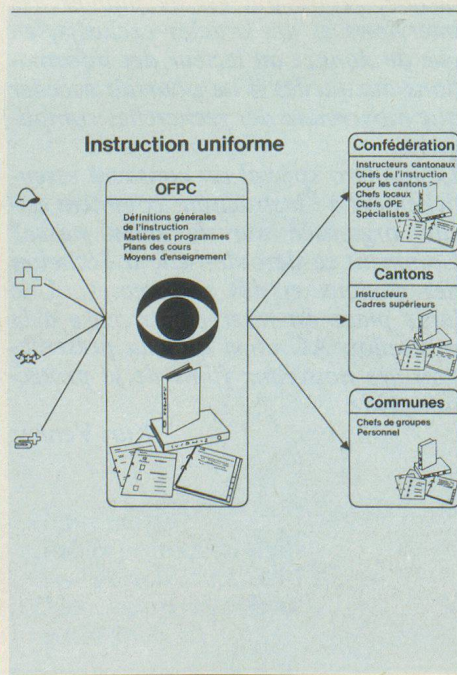 Instruction uniforme
OFPC
Définitions générales
de l'instruction
Matières et programmes
Plans des cours
Moyens d'enseignement
Confédération
Instructeurs cantonaux
Chefs de l'instruction
pour les cantons >
Chefs locaux
Chefs OPE
Spécialistes
Cantons
Instructeurs
Cadres supérieurs
Communes
Chefs de groupes
Personnel